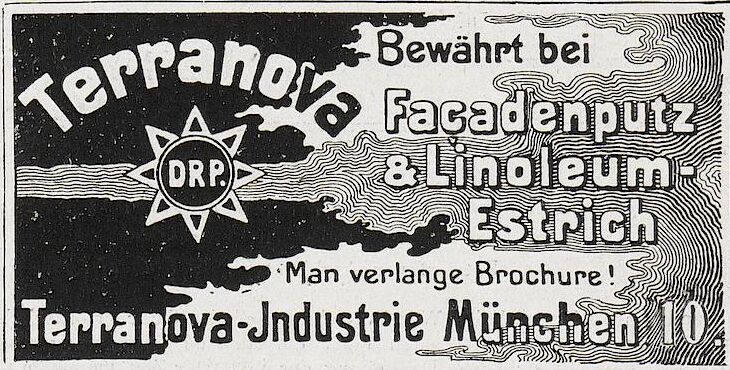 Terranova
DRP.
Bewährt bei
Facadenputz
& Linoleum-
Estrich
Man verlange Brochure!
Terranova-Jndustrie München 10.